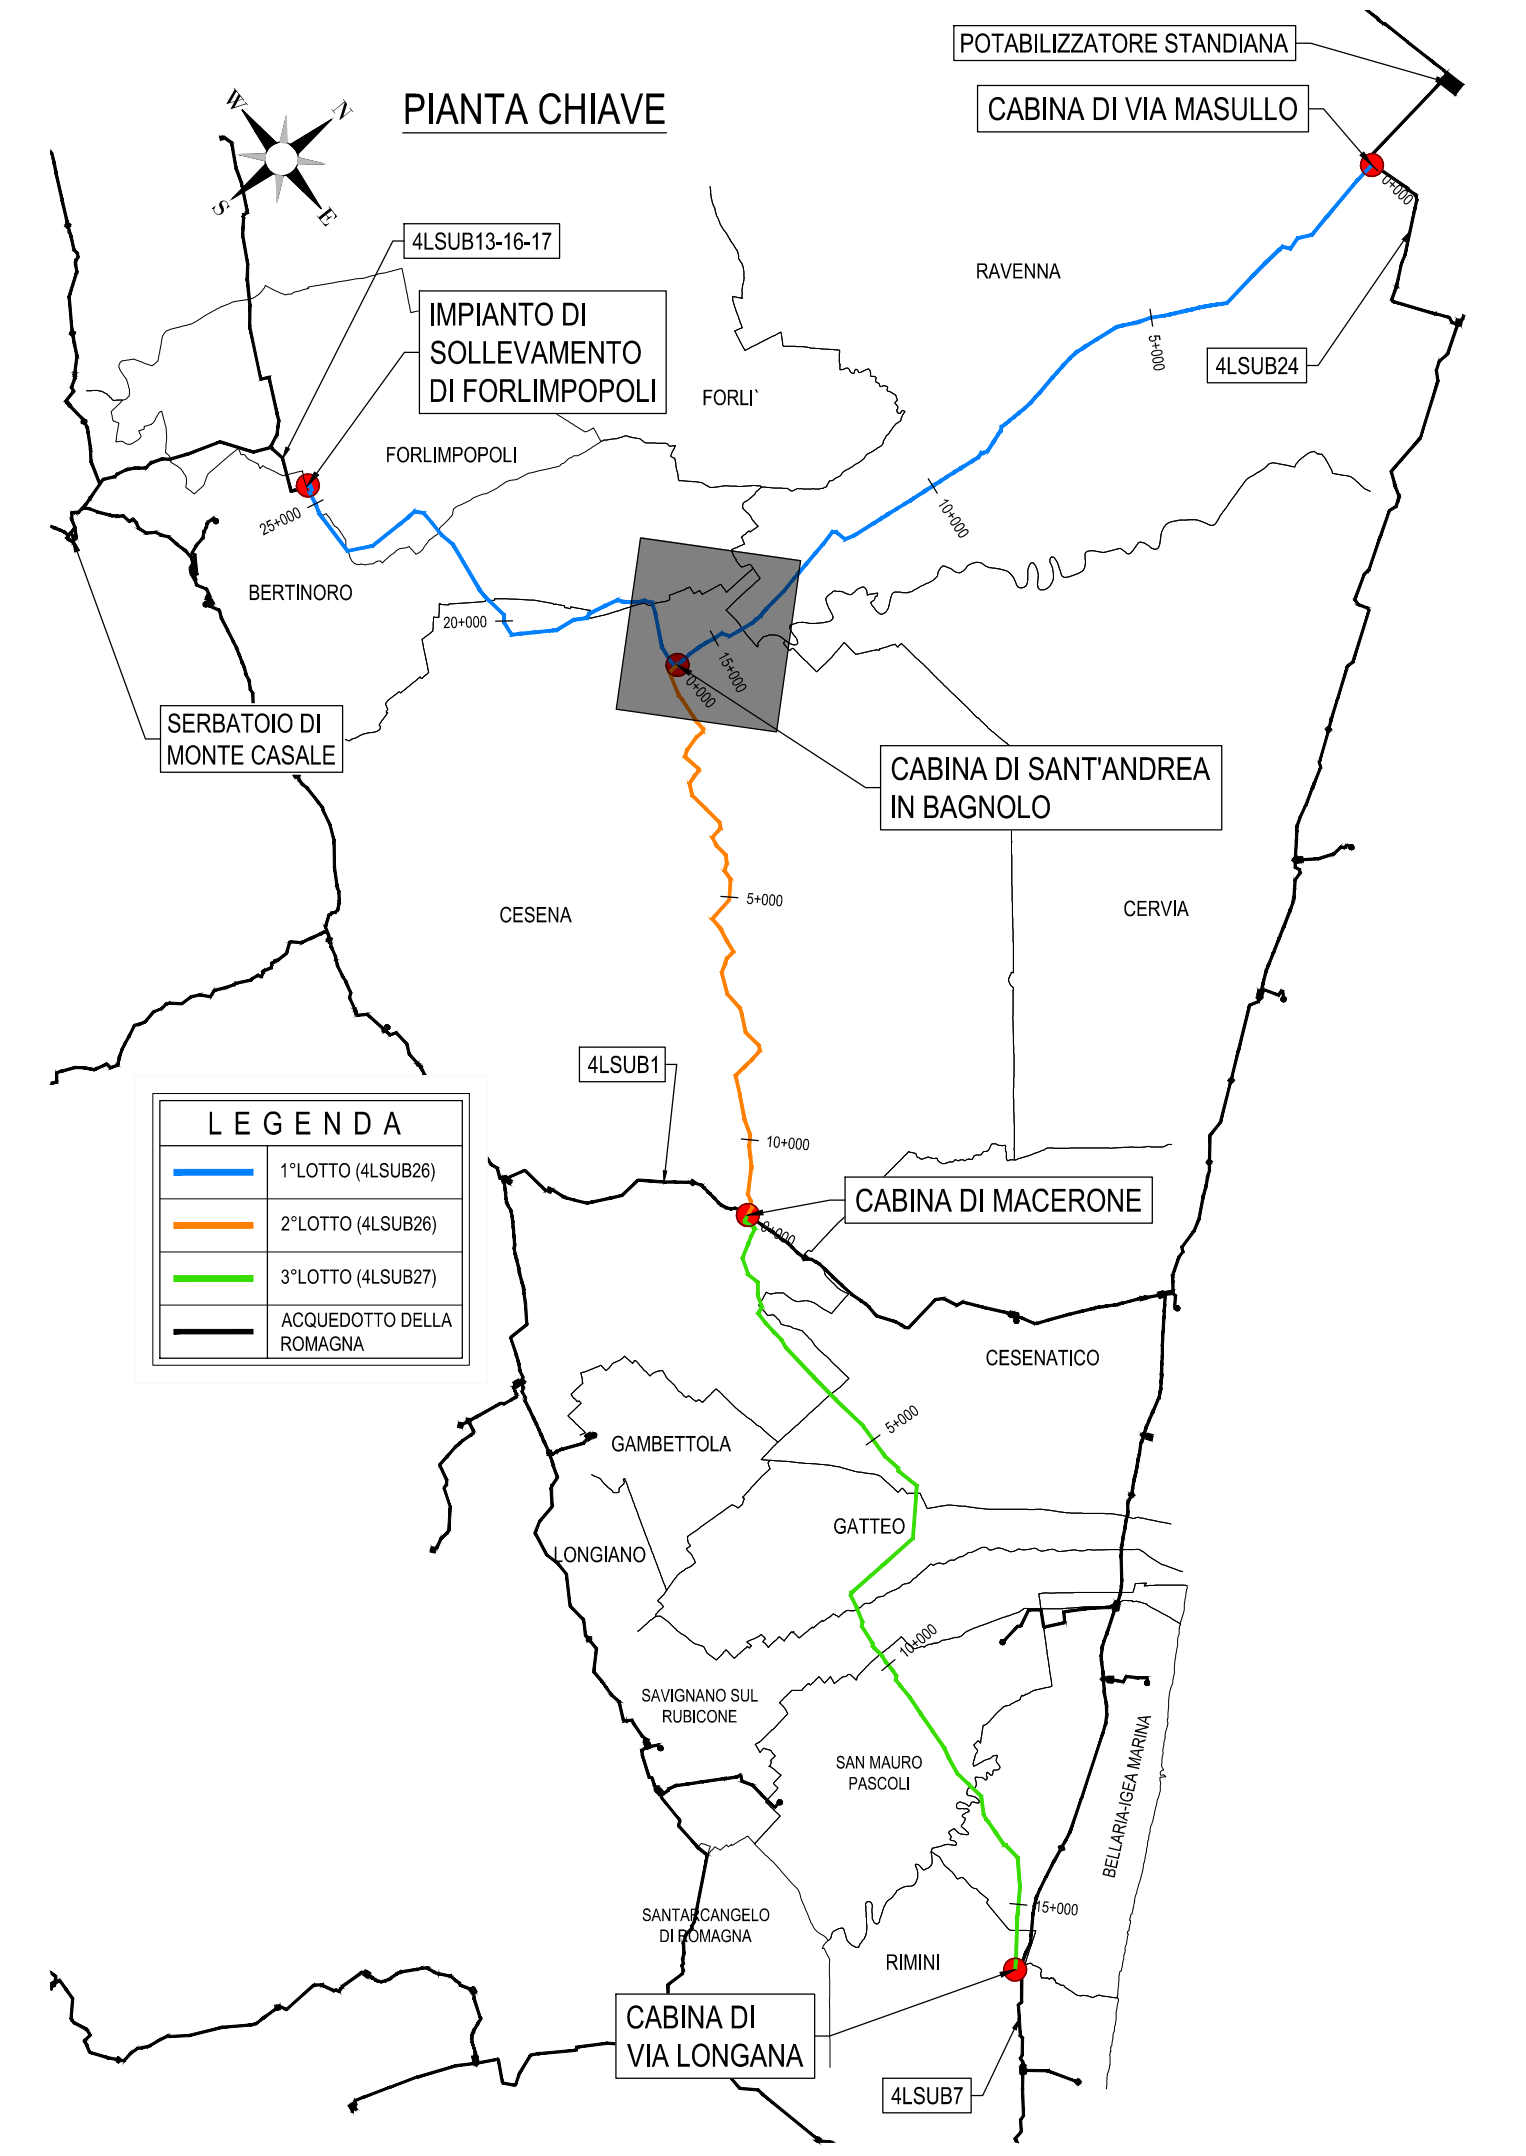 POTABILIZZATORE STANDIANA
PIANTA CHIAVE
CABINA DI VIA MASULLO
W
N
S
E
0+000
4LSUB13-16-17
RAVENNA
IMPIANTO DI
SOLLEVAMENTO
DI FORLIMPOPOLI
5+000
4LSUB24
FORLI`
FORLIMPOPOLI
25+000
10+000
BERTINORO
20+000
15+000
0+000
SERBATOIO DI
MONTE CASALE
CABINA DI SANT'ANDREA
IN BAGNOLO
5+000
CESENA
CERVIA
4LSUB1
10+000
LEGENDA
1°LOTTO (4LSUB26)
2°LOTTO (4LSUB26)
3°LOTTO (4LSUB27)
ACQUEDOTTO DELLA
ROMAGNA
CABINA DI MACERONE
0+000
CESENATICO
5+000
GAMBETTOLA
GATTEO
LONGIANO
10+000
SAVIGNANO SUL
RUBICONE
SAN MAURO
PASCOLI
BELLARIA-IGEA MARINA
15+000
SANTARCANGELO
DI ROMAGNA
RIMINI
CABINA DI
VIA LONGANA
4LSUB7